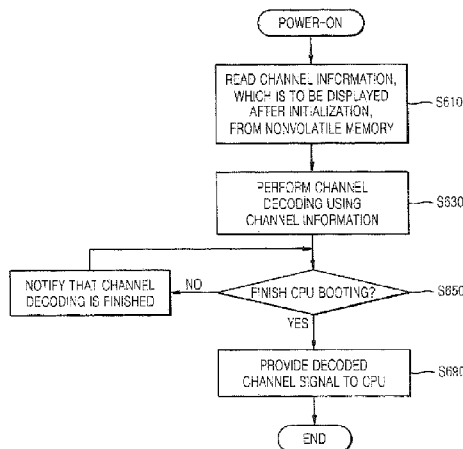 POWER-ON
READ CHANNEL INFORMATION,
WHICH IS TO BE DISPLAYED
AFTER INITIALIZATION,
FROM NONVOLATILE MEMORY
S610
PERFORM CHANNEL
DECODING USING
CHANNEL INFORMATION
S630
NOTIFY THAT CHANNEL
DECODING IS FINISHED
NO
FINISH CPU BOOTING?
S650
YES
PROVIDE DECODED
CHANNEL SIGNAL TO CPU
S690
END